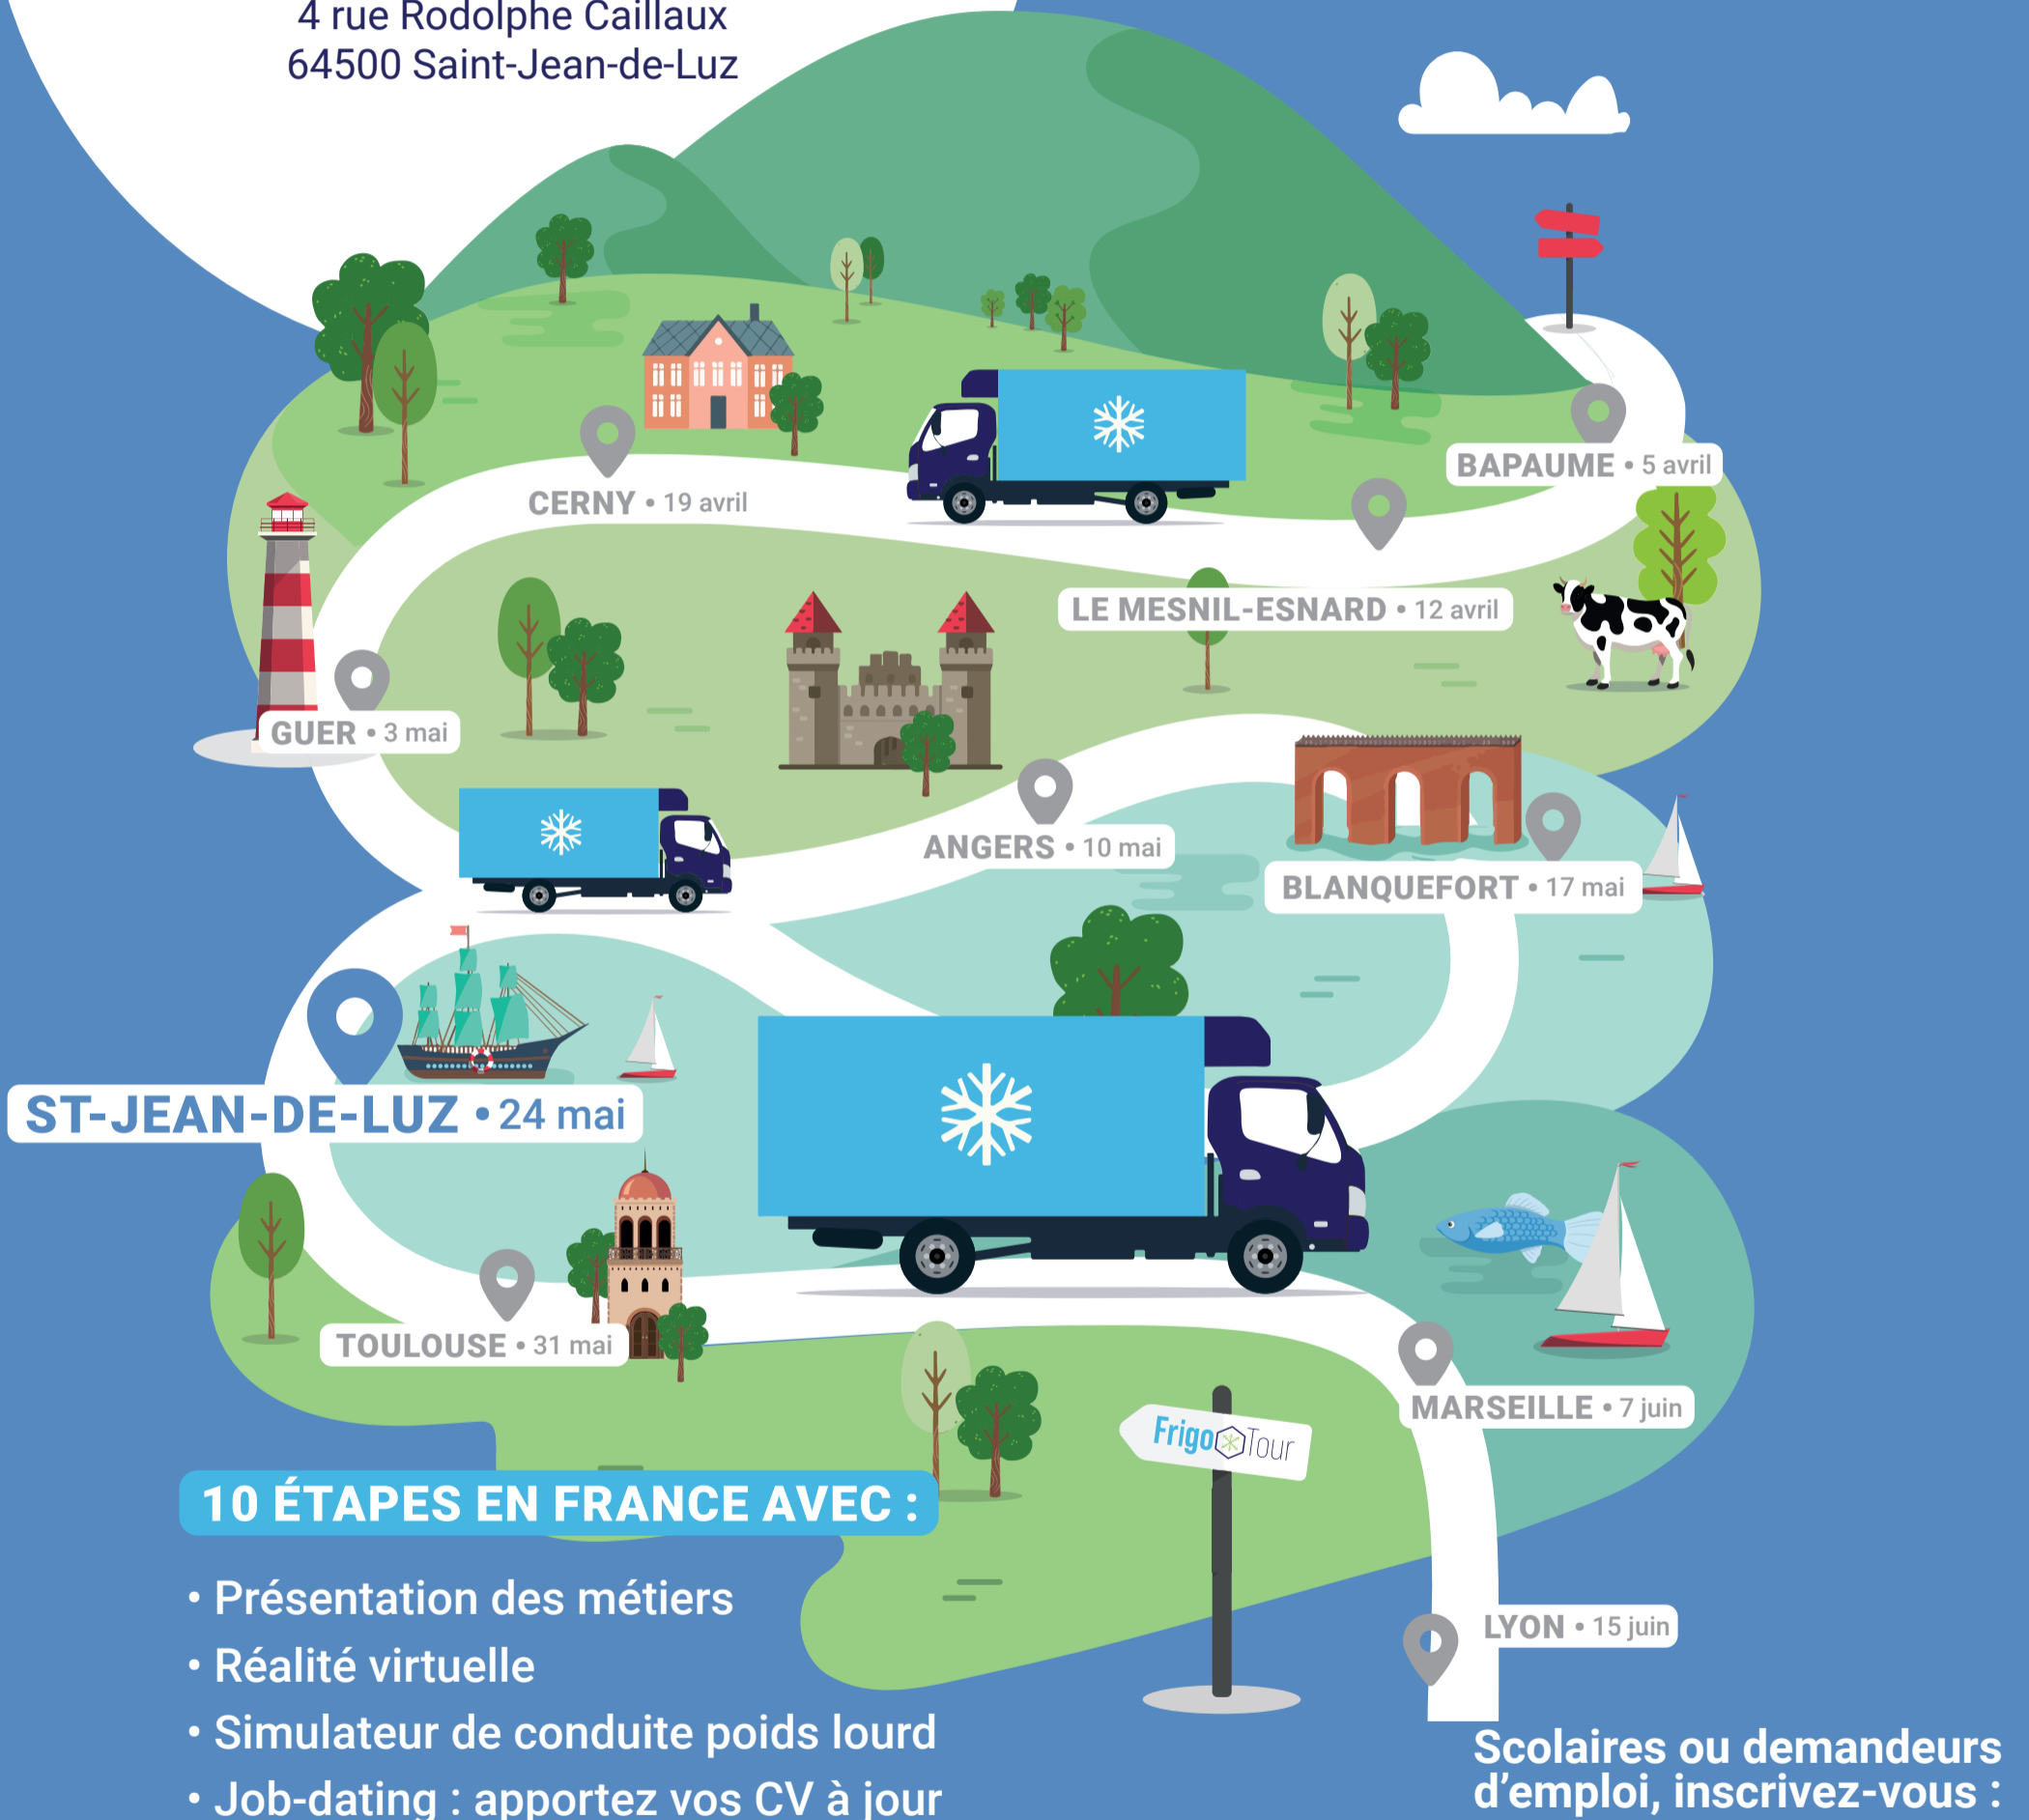 4 rue Rodolphe Caillaux
64500 Saint-Jean-de-Luz
BAPAUME • 5 avril
CERNY • 19 avril
LE MESNIL-ESNARD • 12 avril
GUER • 3 mai
ANGERS • 10 mai
BLANQUEFORT • 17 mai
ST-JEAN-DE-LUZ • 24 mai
TOULOUSE • 31 mai
MARSEILLE • 7 juin
Frigo Tour
10 ÉTAPES EN FRANCE AVEC :
• Présentation des métiers
• Réalité virtuelle
• Simulateur de conduite poids lourd
• Job-dating : apportez vos CV à jour
LYON • 15 juin
Scolaires ou demandeurs
d'emploi, inscrivez-vous :